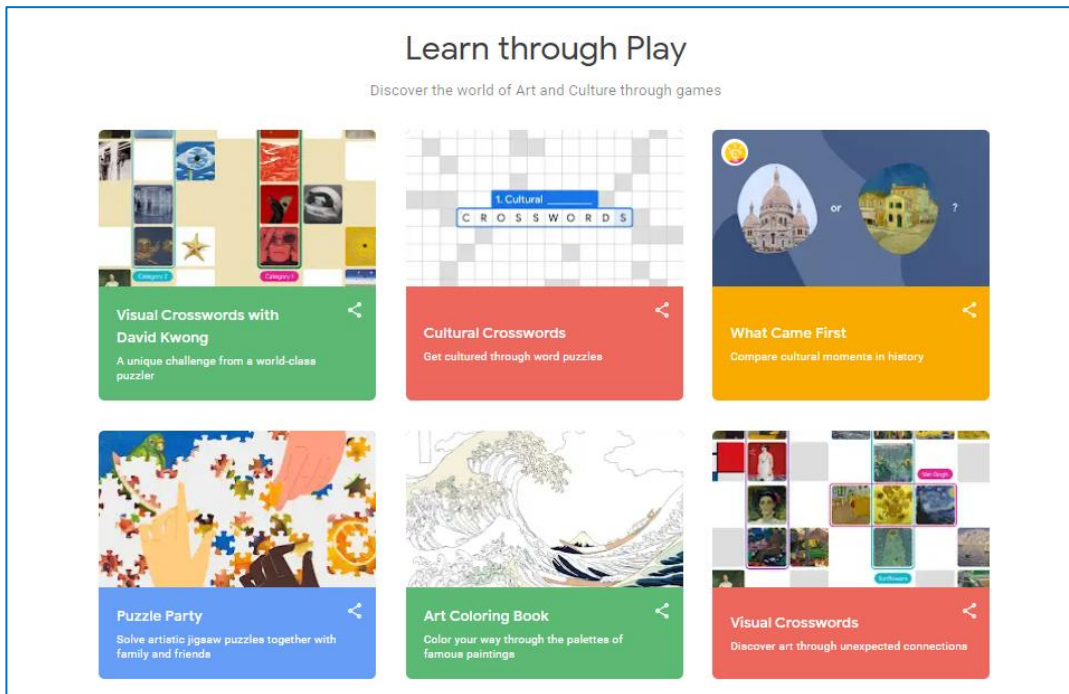 Learn through Play
Discover the world of Art and Culture through games
Category 2
Category 1
Visual Crosswords with
David Kwong
A unique challenge from a world-class
puzzler
1. Cultural ________
C R O S S W O R D S
Cultural Crosswords
Get cultured through word puzzles
or
?
What Came First
Compare cultural moments in history
Puzzle Party
Solve artistic jigsaw puzzles together with
family and friends
Art Coloring Book
Color your way through the palettes of
famous paintings
Van Gogh
Sunflowers
Visual Crosswords
Discover art through unexpected connections